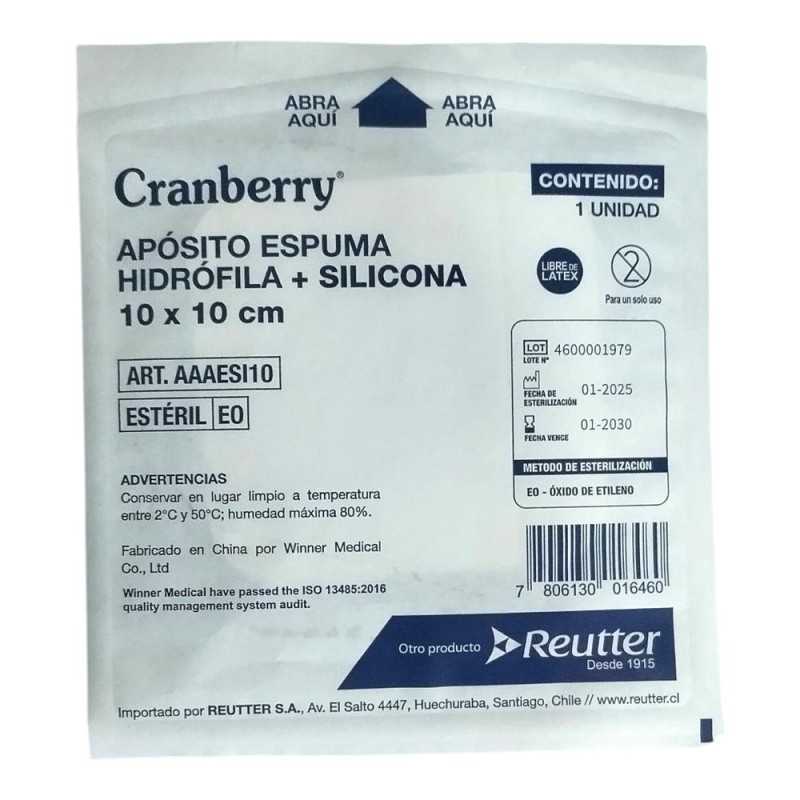 ABRA AQUÍ
ABRA AQUÍ
Cranberry®
APÓSITO ESPUMA
HIDRÓFILA + SILICONA
10 x 10 cm
ART. AAAESI10
ESTÉRIL EO
CONTENIDO:
1 UNIDAD
LIBRE DE
LATEX
2
Para un solo uso
LOT 4600001979
LOTE Nº
FECHA DE
ESTERILIZACIÓN 01-2025
01-2030
FECHA VENCE
METODO DE ESTERILIZACIÓN
EO - ÓXIDO DE ETILENO
ADVERTENCIAS
Conservar en lugar limpio a temperatura
entre 2°C y 50°C; humedad máxima 80%.
Fabricado en China por Winner Medical
Co., Ltd
Winner Medical have passed the ISO 13485:2016
quality management system audit.
7 806130 016460
Otro producto Reutter
Desde 1915
Importado por REUTTER S.A., Av. El Salto 4447, Huechuraba, Santiago, Chile // www.reutter.cl